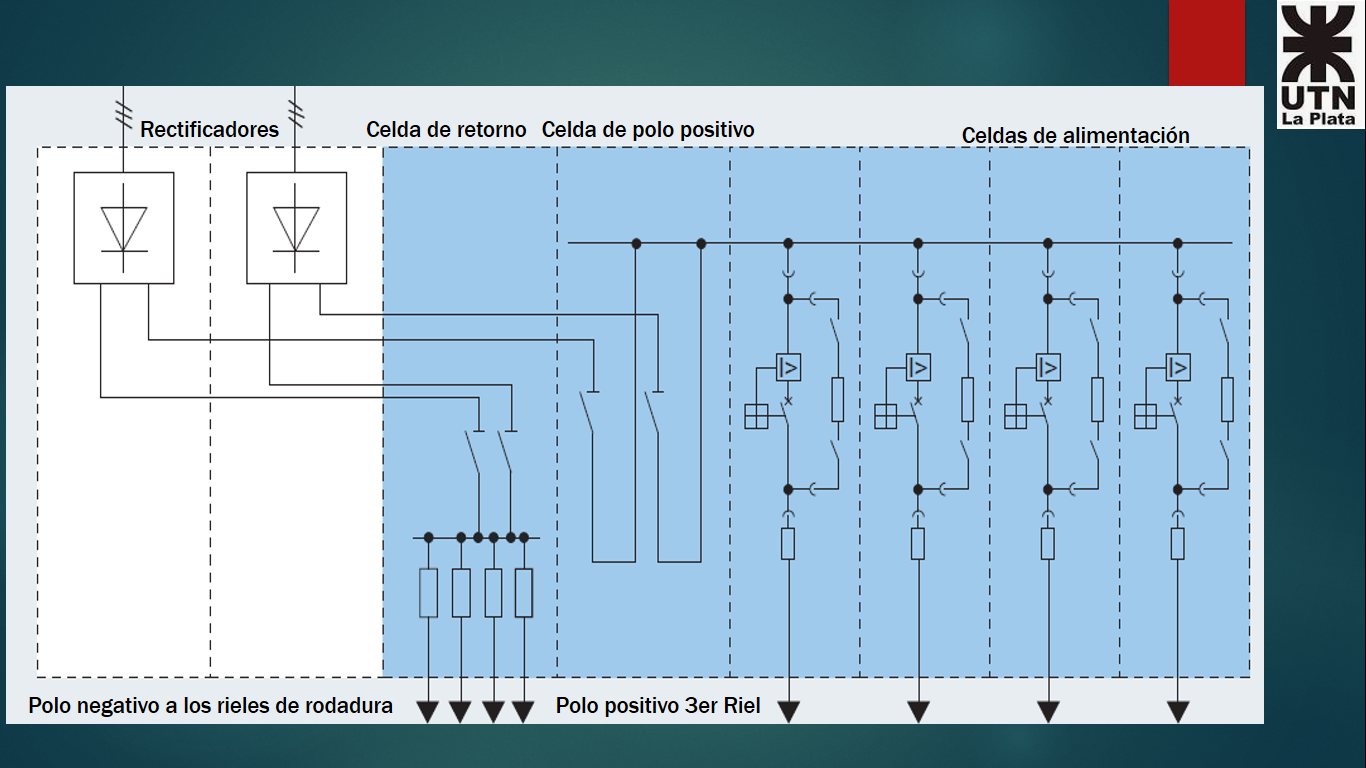 UTN
La Plata
Rectificadores
Celda de retorno
Celda de polo positivo
Celdas de alimentación
|>
|>
|>
|>
Polo negativo a los rieles de rodadura
Polo positivo 3er Riel